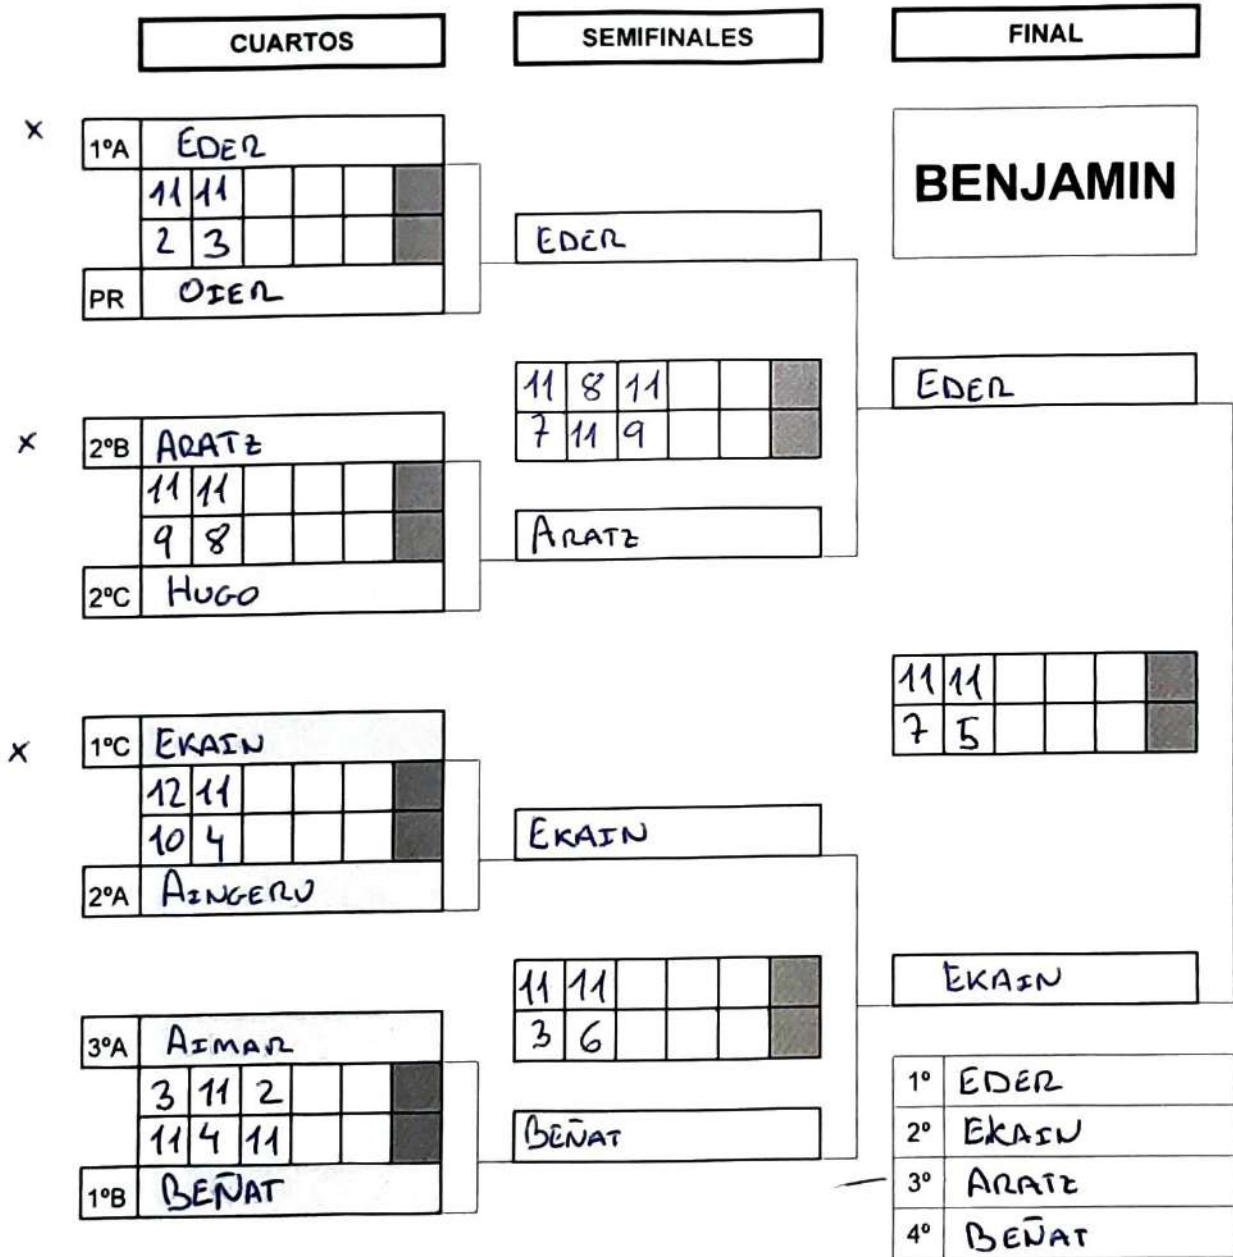 CUARTOS SEMIFINALES FINAL
BENJAMIN
x 1ºA EDER
11 11
2 3
PR OIER
x 2ºB ARATZ
11 11
9 8
2ºC HUGO
x 1ºC EKAIN
12 11
10 4
2ºA AINGERU
3ºA AIMAR
3 11 2
11 4 11
1ºB BEÑAT
EDER
11 8 11
7 11 9
ARATZ
EKAIN
11 11
3 6
BEÑAT
EDER
11 11
7 5
EKAIN
1º EDER
2º EKAIN
3º ARATZ
4º BEÑAT